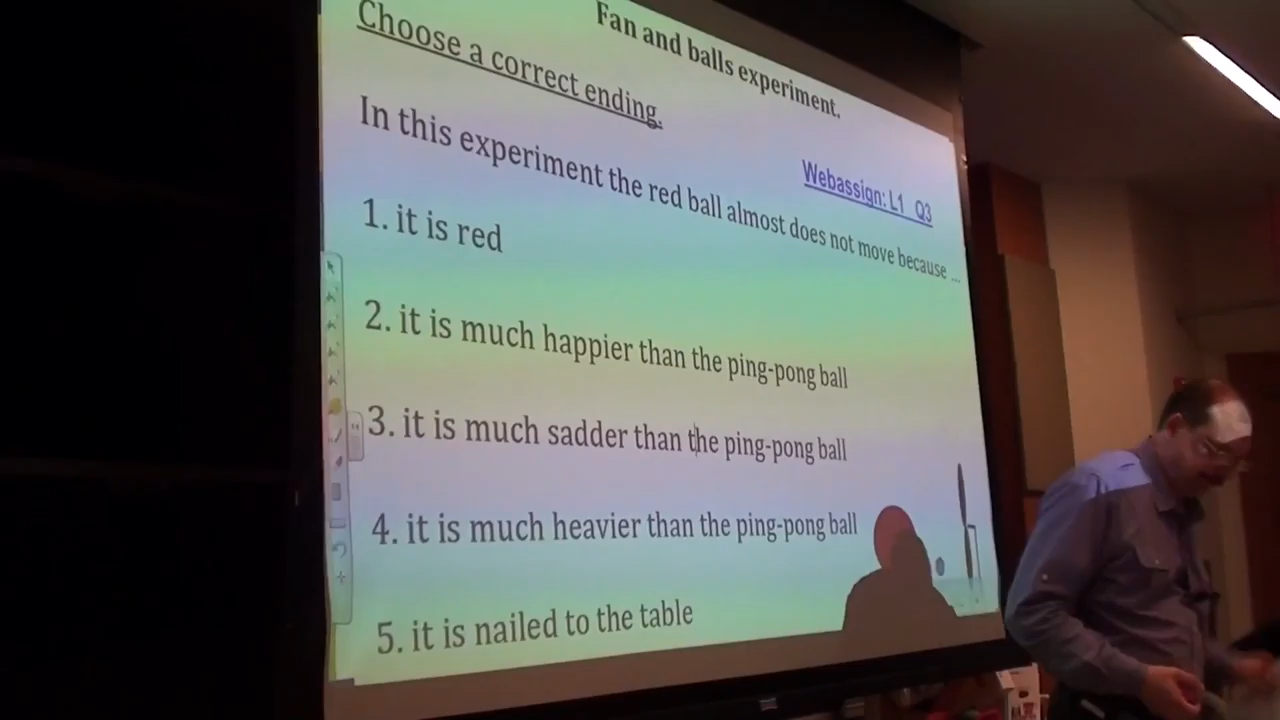 Fan and balls experiment.
Choose a correct ending.
Webassign: L1 Q3
In this experiment the red ball almost does not move because ...
1. it is red
2. it is much happier than the ping-pong ball
3. it is much sadder than the ping-pong ball
4. it is much heavier than the ping-pong ball
5. it is nailed to the table